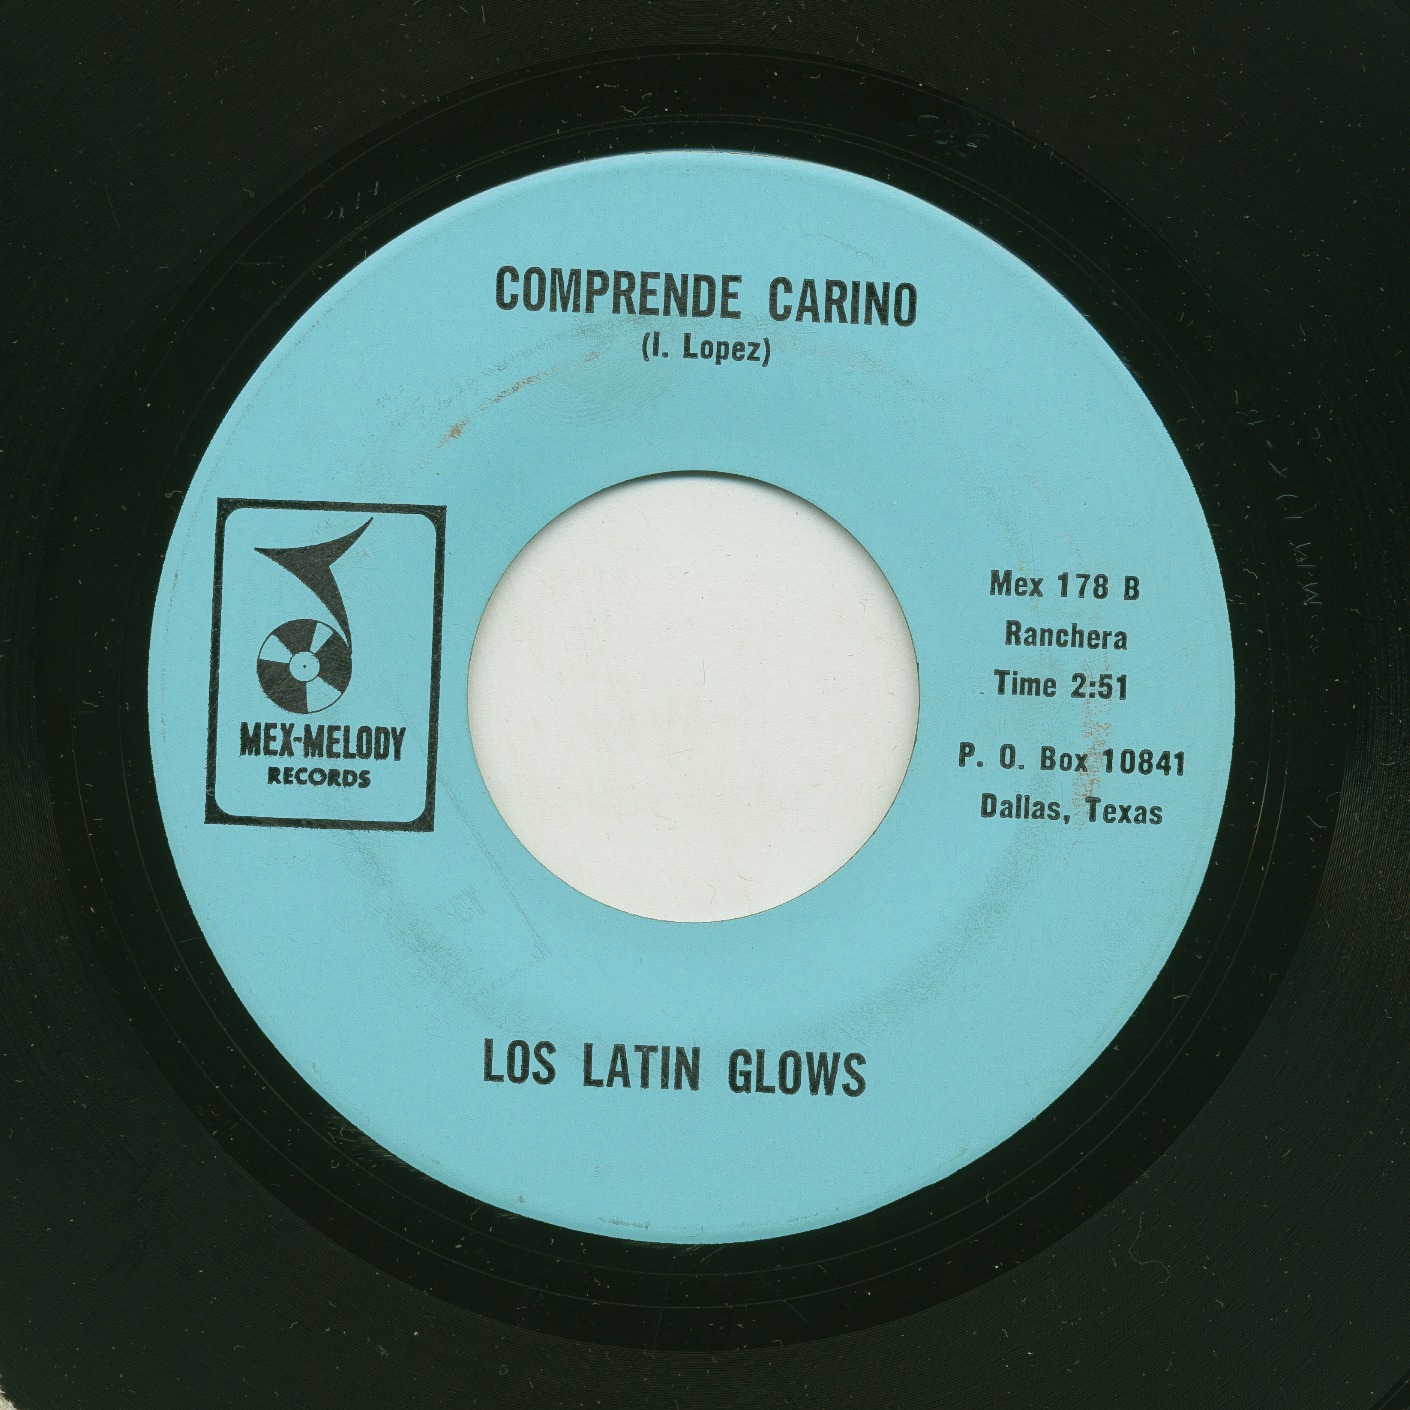 COMPRENDE CARINO
(I. Lopez)
MEX-MELODY
RECORDS
Mex 178 B
Ranchera
Time 2:51
P. O. Box 10841
Dallas, Texas
LOS LATIN GLOWS